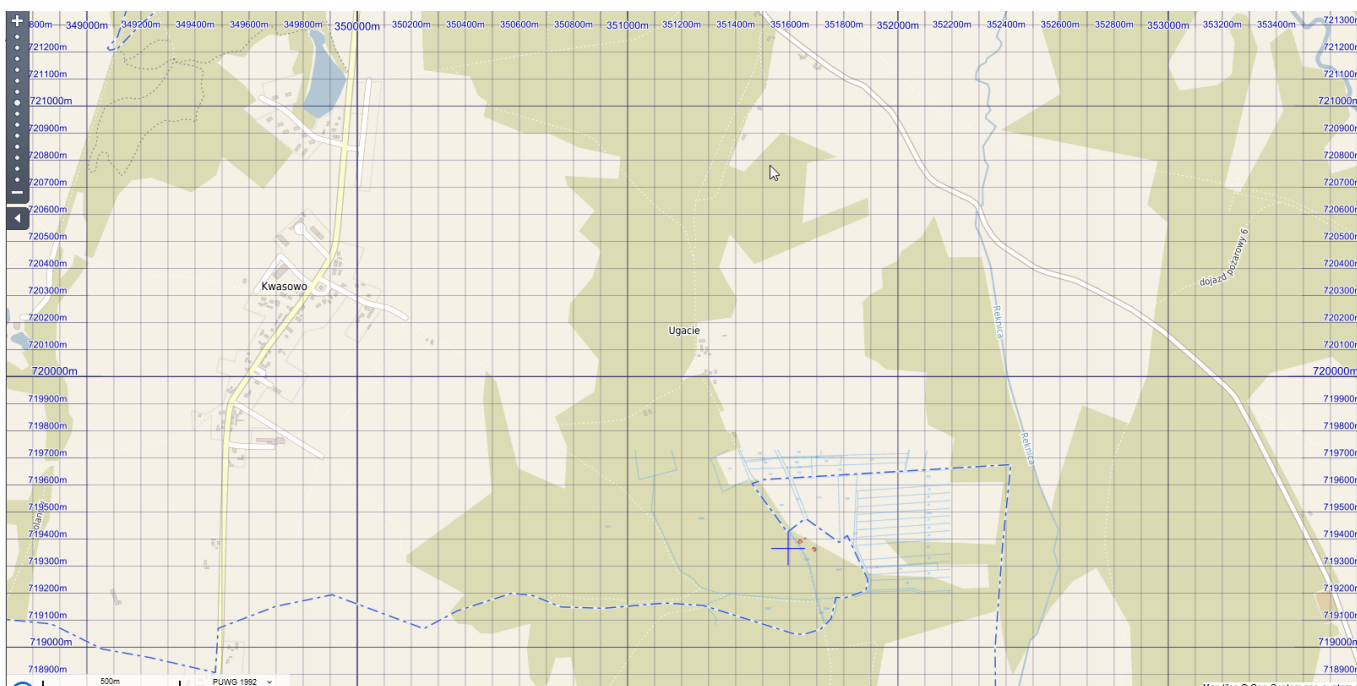 800m 349000m 349200m 349400m 349600m 349800m 350000m 350200m 350400m 350600m 350800m 351000m 351200m 351400m 351600m 351800m 352000m 352200m 352400m 352600m 352800m 353000m 353200m 353400m 721300m
721200m 721200m
721100m 721100m
721000m 721000m
720900m 720900m
720800m 720800m
720700m 720700m
720600m 720600m
720500m 720500m
dojazd pożarowy 6
720400m 720400m
Kwasowo
720300m 720300m
Reknica
720200m 720200m
Ugacie
720100m 720100m
720000m 720000m
719900m 719900m
719800m 719800m
Reknica
719700m 719700m
719600m 719600m
719500m 719500m
719400m 719400m
719300m 719300m
719200m 719200m
719100m 719100m
719000m 719000m
718900m 718900m
500m PUWG 1992